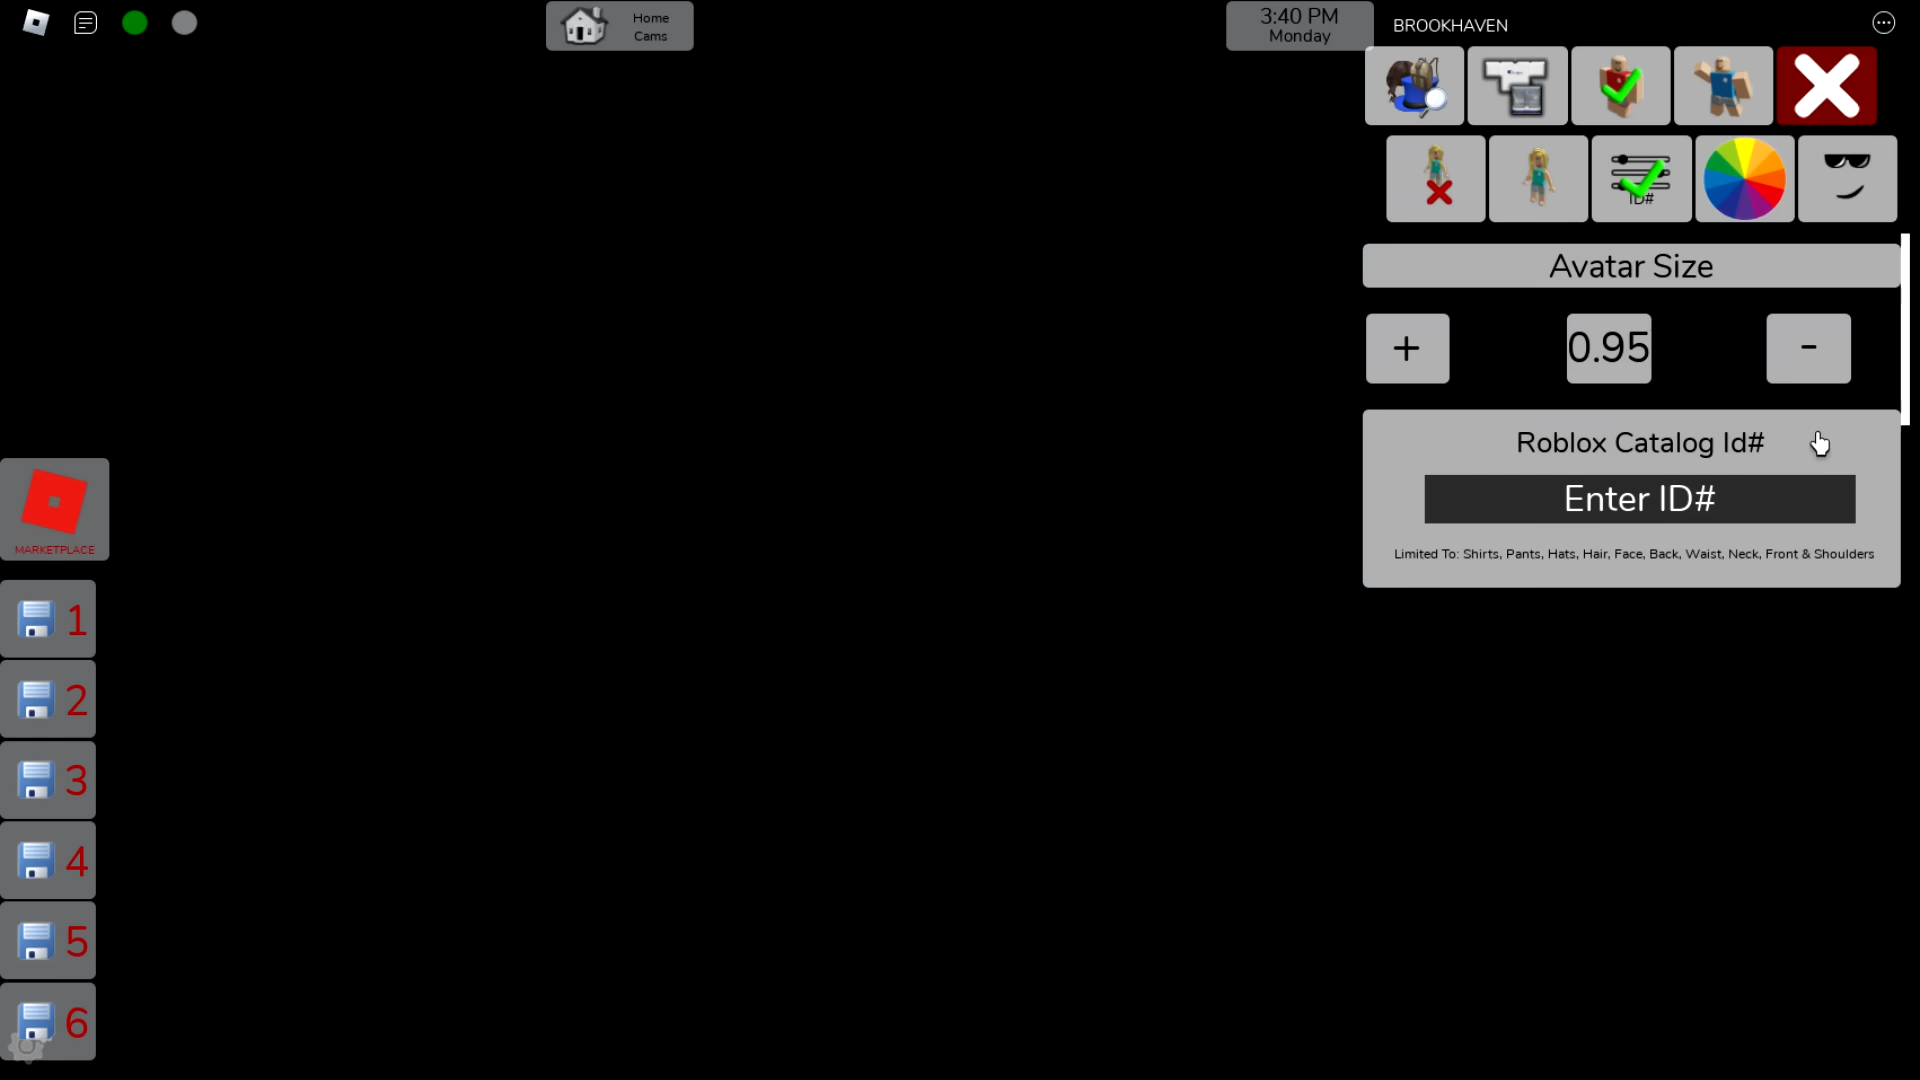 Home
Cams
3:40 PM
Monday
BROOKHAVEN
ID#
Avatar Size
+
0.95
-
Roblox Catalog Id#
Enter ID#
Limited To: Shirts, Pants, Hats, Hair, Face, Back, Waist, Neck, Front & Shoulders
MARKETPLACE
1
2
3
4
5
6